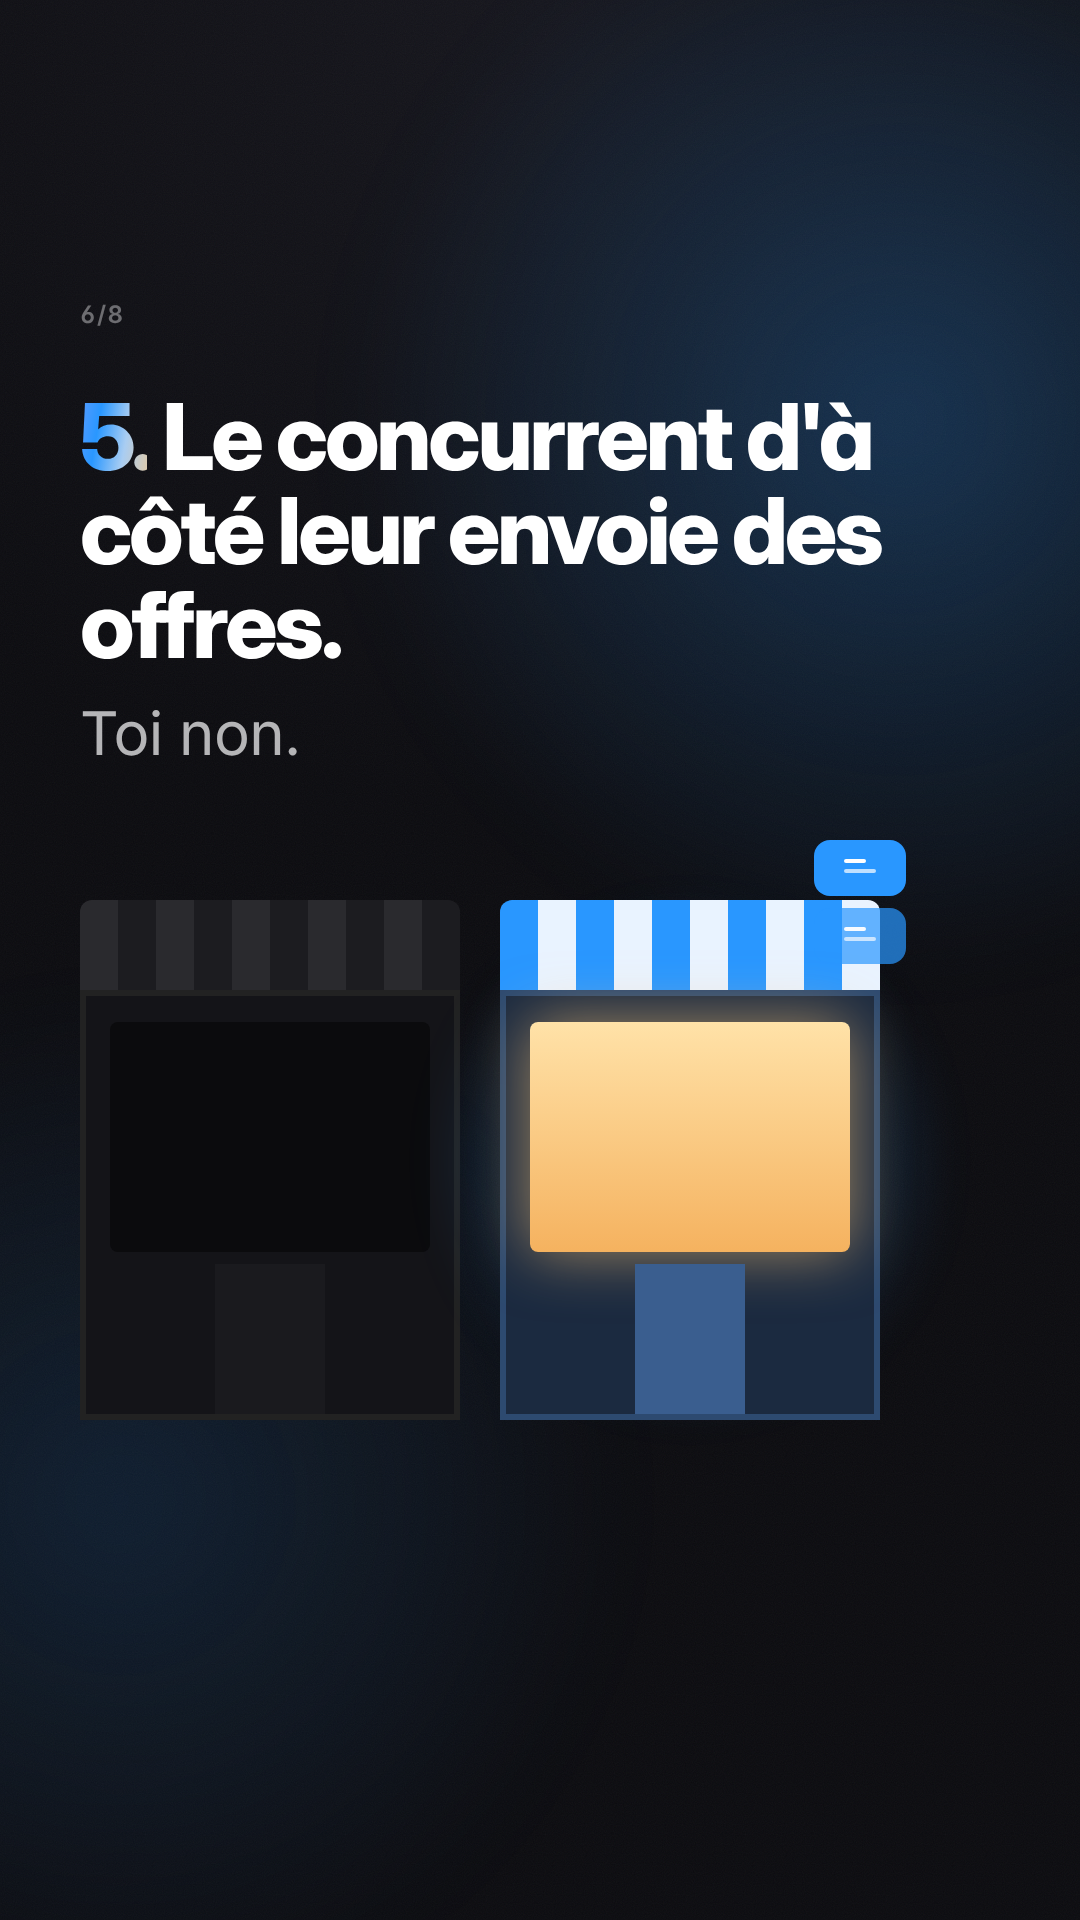 6/8
5. Le concurrent d'à
côté leur envoie des
offres.
Toi non.